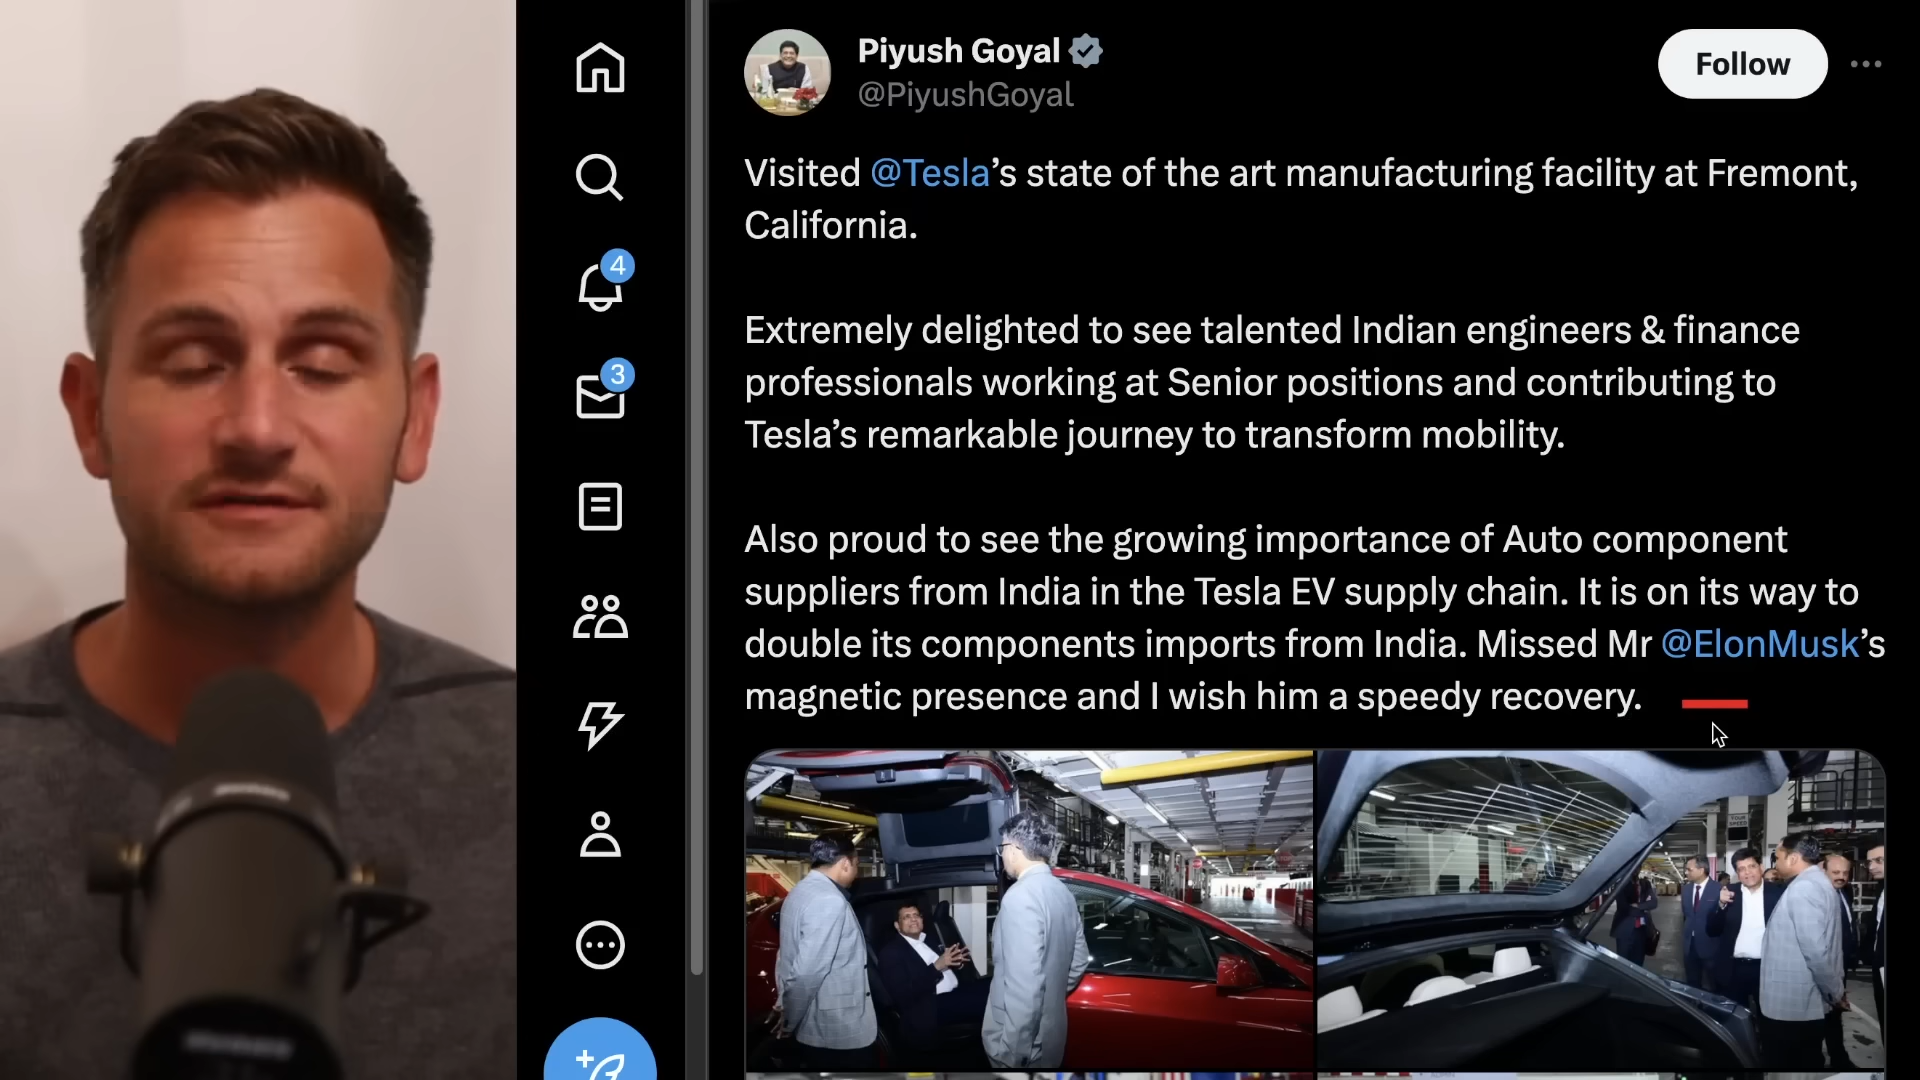 Piyush Goyal
@PiyushGoyal
Follow
Visited @Tesla’s state of the art manufacturing facility at Fremont,
California.
4
Extremely delighted to see talented Indian engineers & finance
professionals working at Senior positions and contributing to
Tesla’s remarkable journey to transform mobility.
3
Also proud to see the growing importance of Auto component
suppliers from India in the Tesla EV supply chain. It is on its way to
double its components imports from India. Missed Mr @ElonMusk’s
magnetic presence and I wish him a speedy recovery.